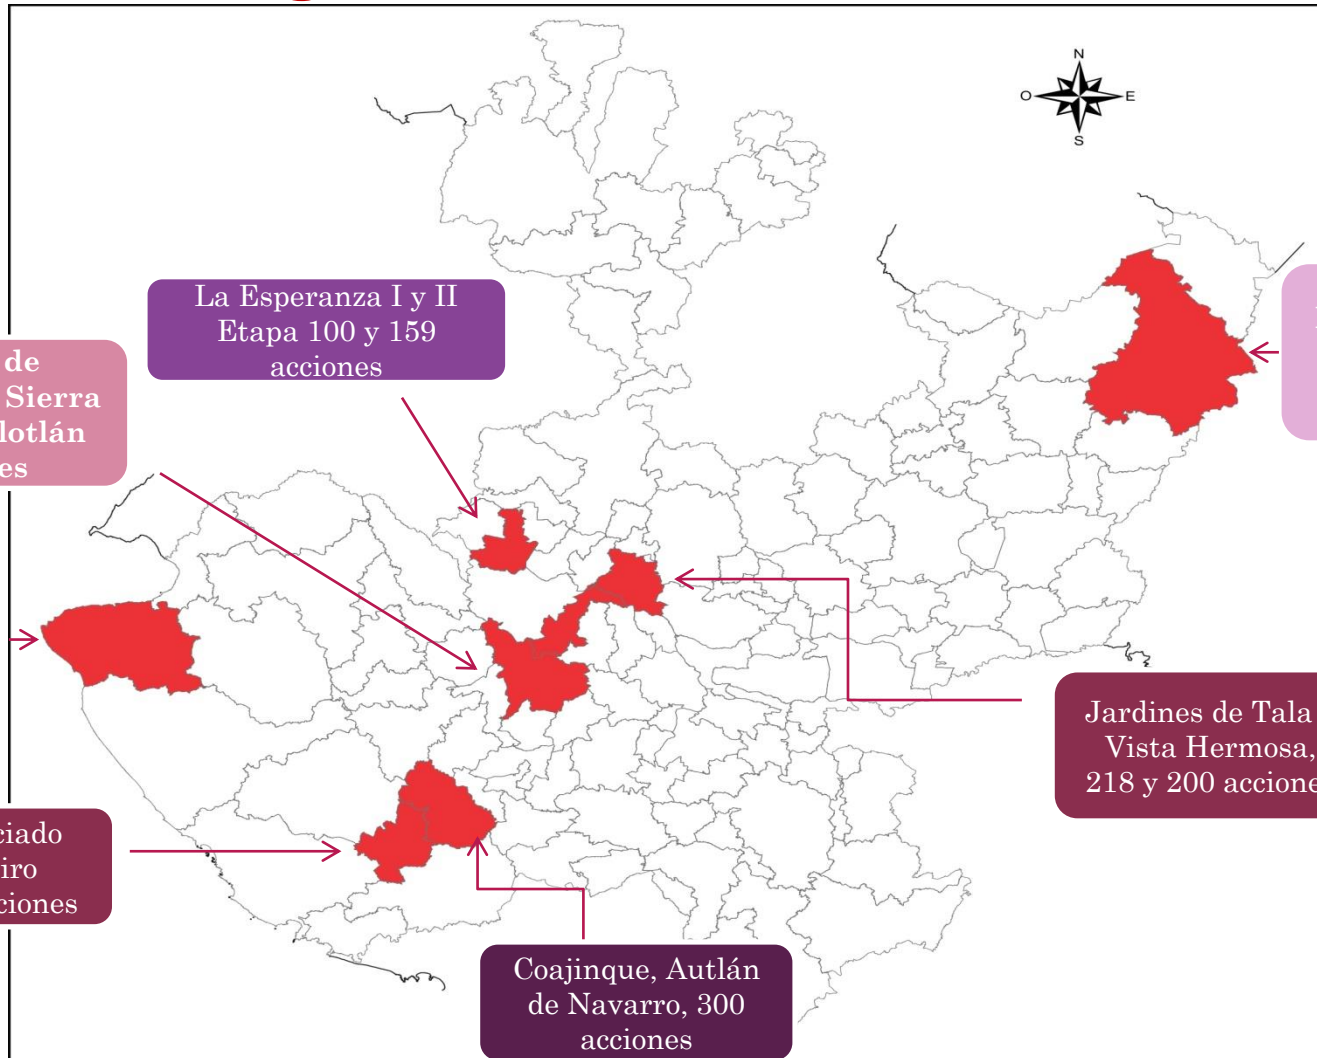 N
O
E
S
La Esperanza I y II
Etapa 100 y 159
acciones
de
Sierra
lotlán
es
Jardines de Tala
Vista Hermosa,
218 y 200 accione
ciado
iro
ciones
Coajinque, Autlán
de Navarro, 300
acciones